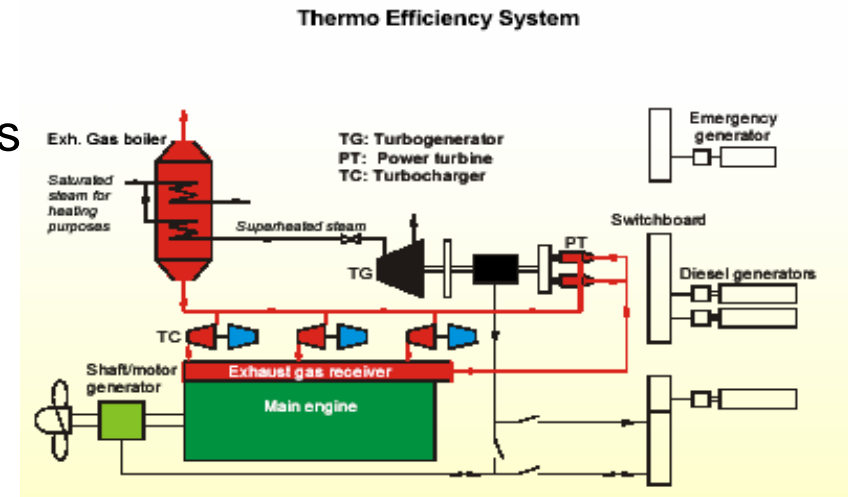 Thermo Efficiency System
s
Exh. Gas boiler
TG: Turbogenerator
PT: Power turbine
TC: Turbocharger
Emergency
generator
Saturated
steam for
heating
purposes
Superheated steam
Switchboard
PT
TG
Diesel generators
TC
Shaft/motor
generator
Exhaust gas receiver
Main engine